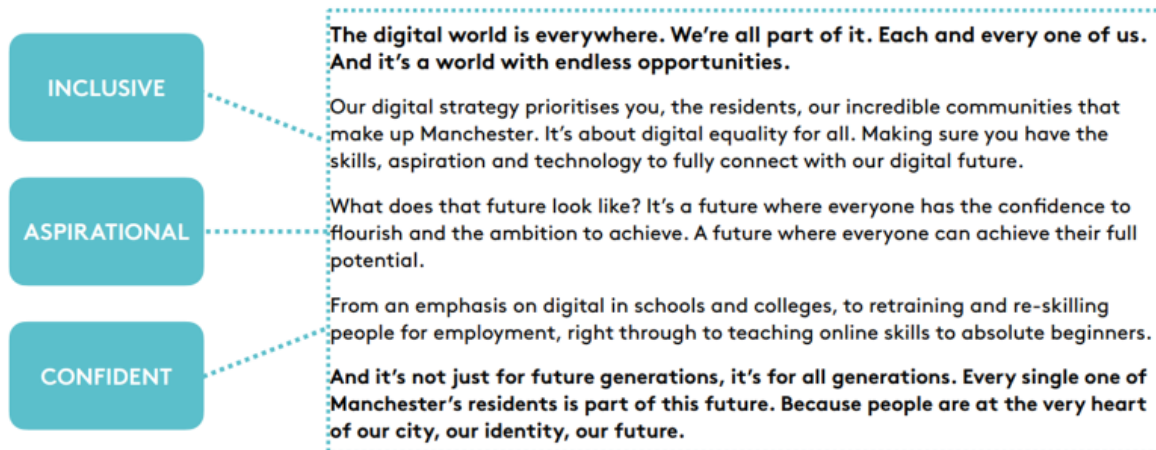 INCLUSIVE
ASPIRATIONAL
CONFIDENT
The digital world is everywhere. We’re all part of it. Each and every one of us.
And it’s a world with endless opportunities.
Our digital strategy prioritises you, the residents, our incredible communities that
make up Manchester. It’s about digital equality for all. Making sure you have the
skills, aspiration and technology to fully connect with our digital future.
What does that future look like? It’s a future where everyone has the confidence to
flourish and the ambition to achieve. A future where everyone can achieve their full
potential.
From an emphasis on digital in schools and colleges, to retraining and re-skilling
people for employment, right through to teaching online skills to absolute beginners.
And it’s not just for future generations, it’s for all generations. Every single one of
Manchester’s residents is part of this future. Because people are at the very heart
of our city, our identity, our future.